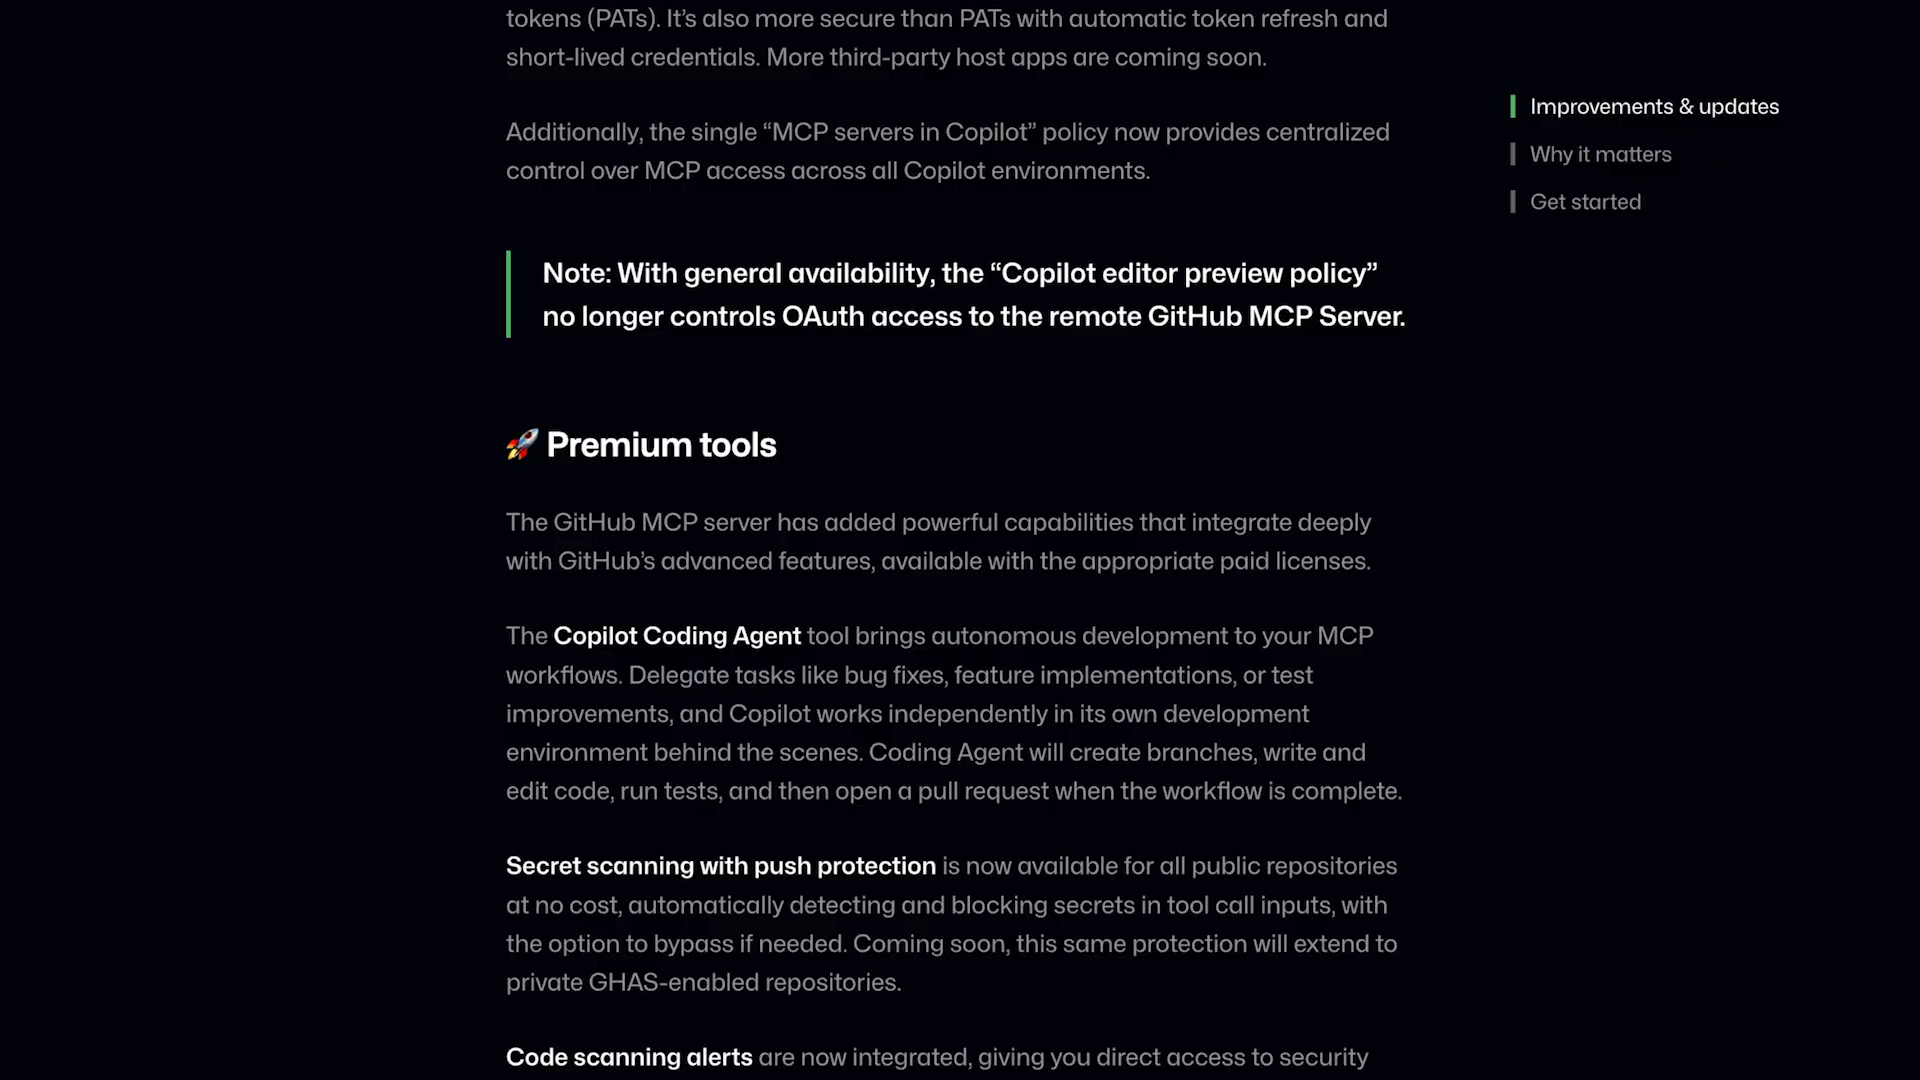 tokens (PATs). It’s also more secure than PATs with automatic token refresh and
short-lived credentials. More third-party host apps are coming soon.
Additionally, the single “MCP servers in Copilot” policy now provides centralized
control over MCP access across all Copilot environments.
Note: With general availability, the “Copilot editor preview policy”
no longer controls OAuth access to the remote GitHub MCP Server.
🚀 Premium tools
The GitHub MCP server has added powerful capabilities that integrate deeply
with GitHub’s advanced features, available with the appropriate paid licenses.
The Copilot Coding Agent tool brings autonomous development to your MCP
workflows. Delegate tasks like bug fixes, feature implementations, or test
improvements, and Copilot works independently in its own development
environment behind the scenes. Coding Agent will create branches, write and
edit code, run tests, and then open a pull request when the workflow is complete.
Secret scanning with push protection is now available for all public repositories
at no cost, automatically detecting and blocking secrets in tool call inputs, with
the option to bypass if needed. Coming soon, this same protection will extend to
private GHAS-enabled repositories.
Code scanning alerts are now integrated, giving you direct access to security
Improvements & updates
Why it matters
Get started